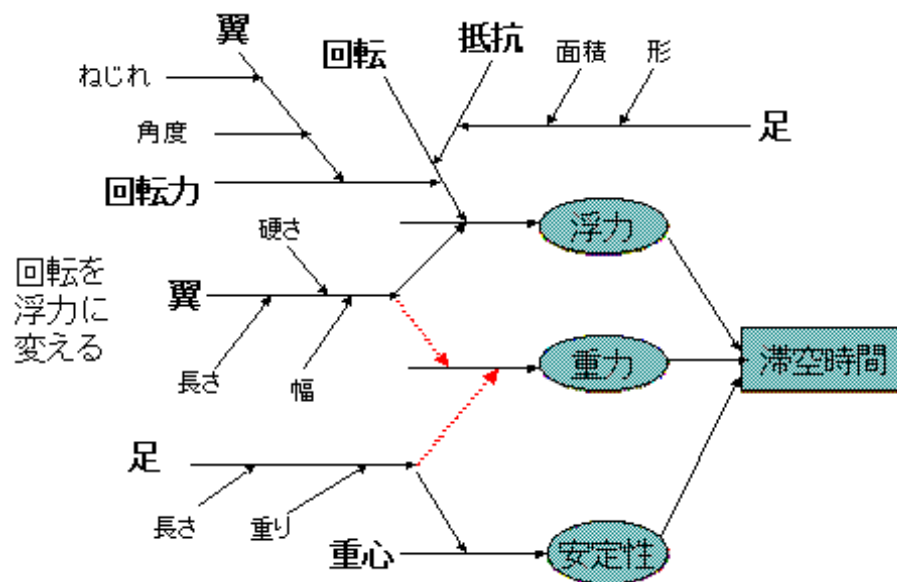 翼
回転
抵抗
面積
形
ねじれ
足
角度
回転力
硬さ
浮力
回転を
浮力に
変える
翼
長さ
幅
重力
滞空時間
足
長さ
重り
重心
安定性